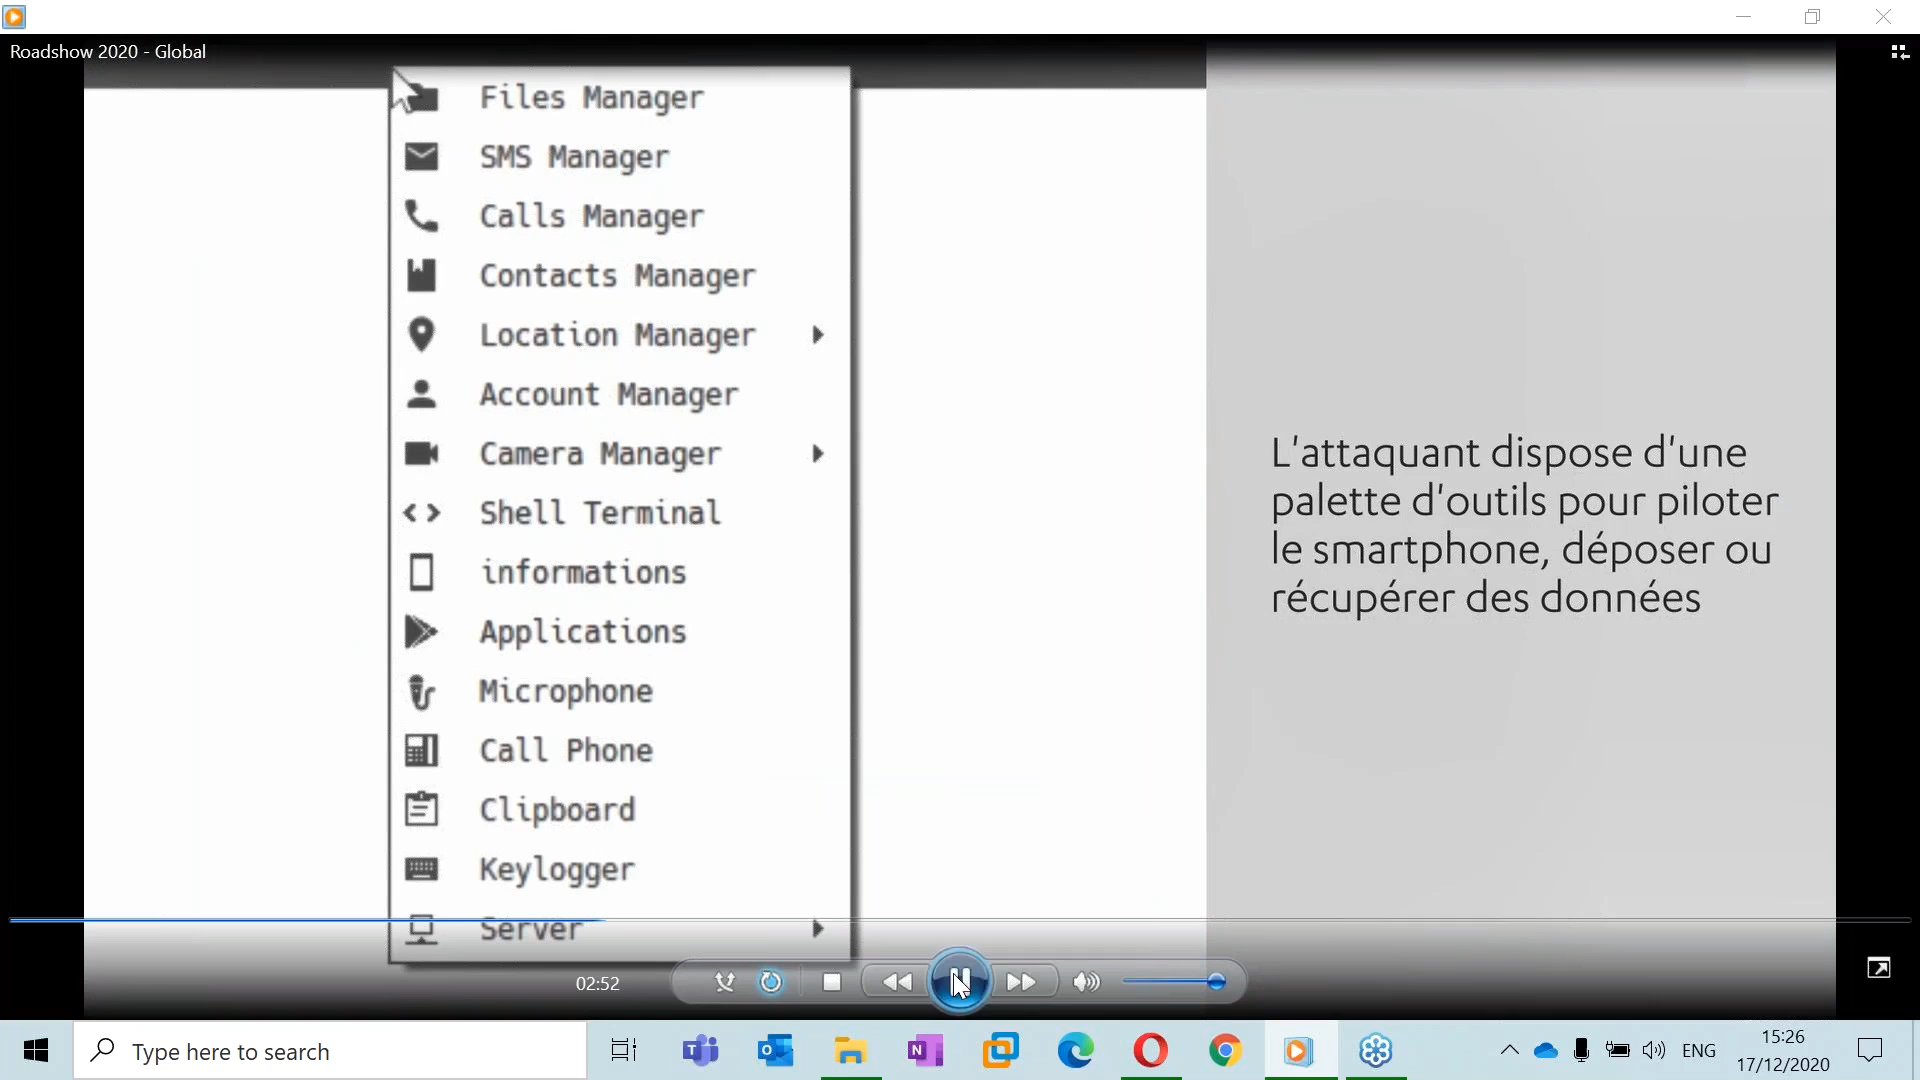 Roadshow 2020 - Global
Files Manager
SMS Manager
Calls Manager
Contacts Manager
Location Manager
Account Manager
Camera Manager
Shell Terminal
informations
Applications
Microphone
Call Phone
Clipboard
Keylogger
Server
L'attaquant dispose d'une
palette d'outils pour piloter
le smartphone, déposer ou
récupérer des données
02:52
Type here to search
ENG
15:26
17/12/2020